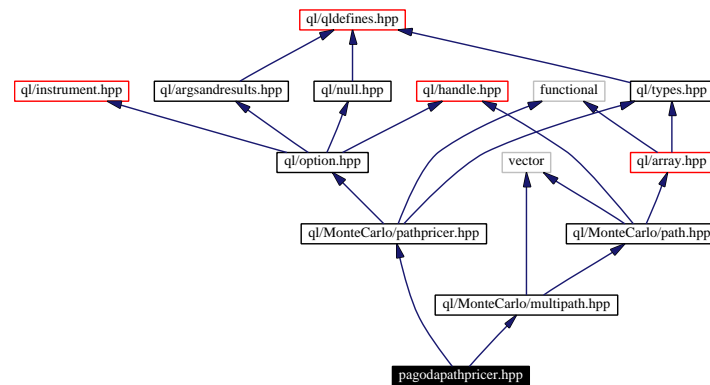 ql/qldefines.hpp
ql/instrument.hpp
ql/argsandresults.hpp
ql/null.hpp
ql/handle.hpp
functional
ql/types.hpp
ql/option.hpp
vector
ql/array.hpp
ql/MonteCarlo/pathpricer.hpp
ql/MonteCarlo/path.hpp
ql/MonteCarlo/multipath.hpp
pagodapathpricer.hpp